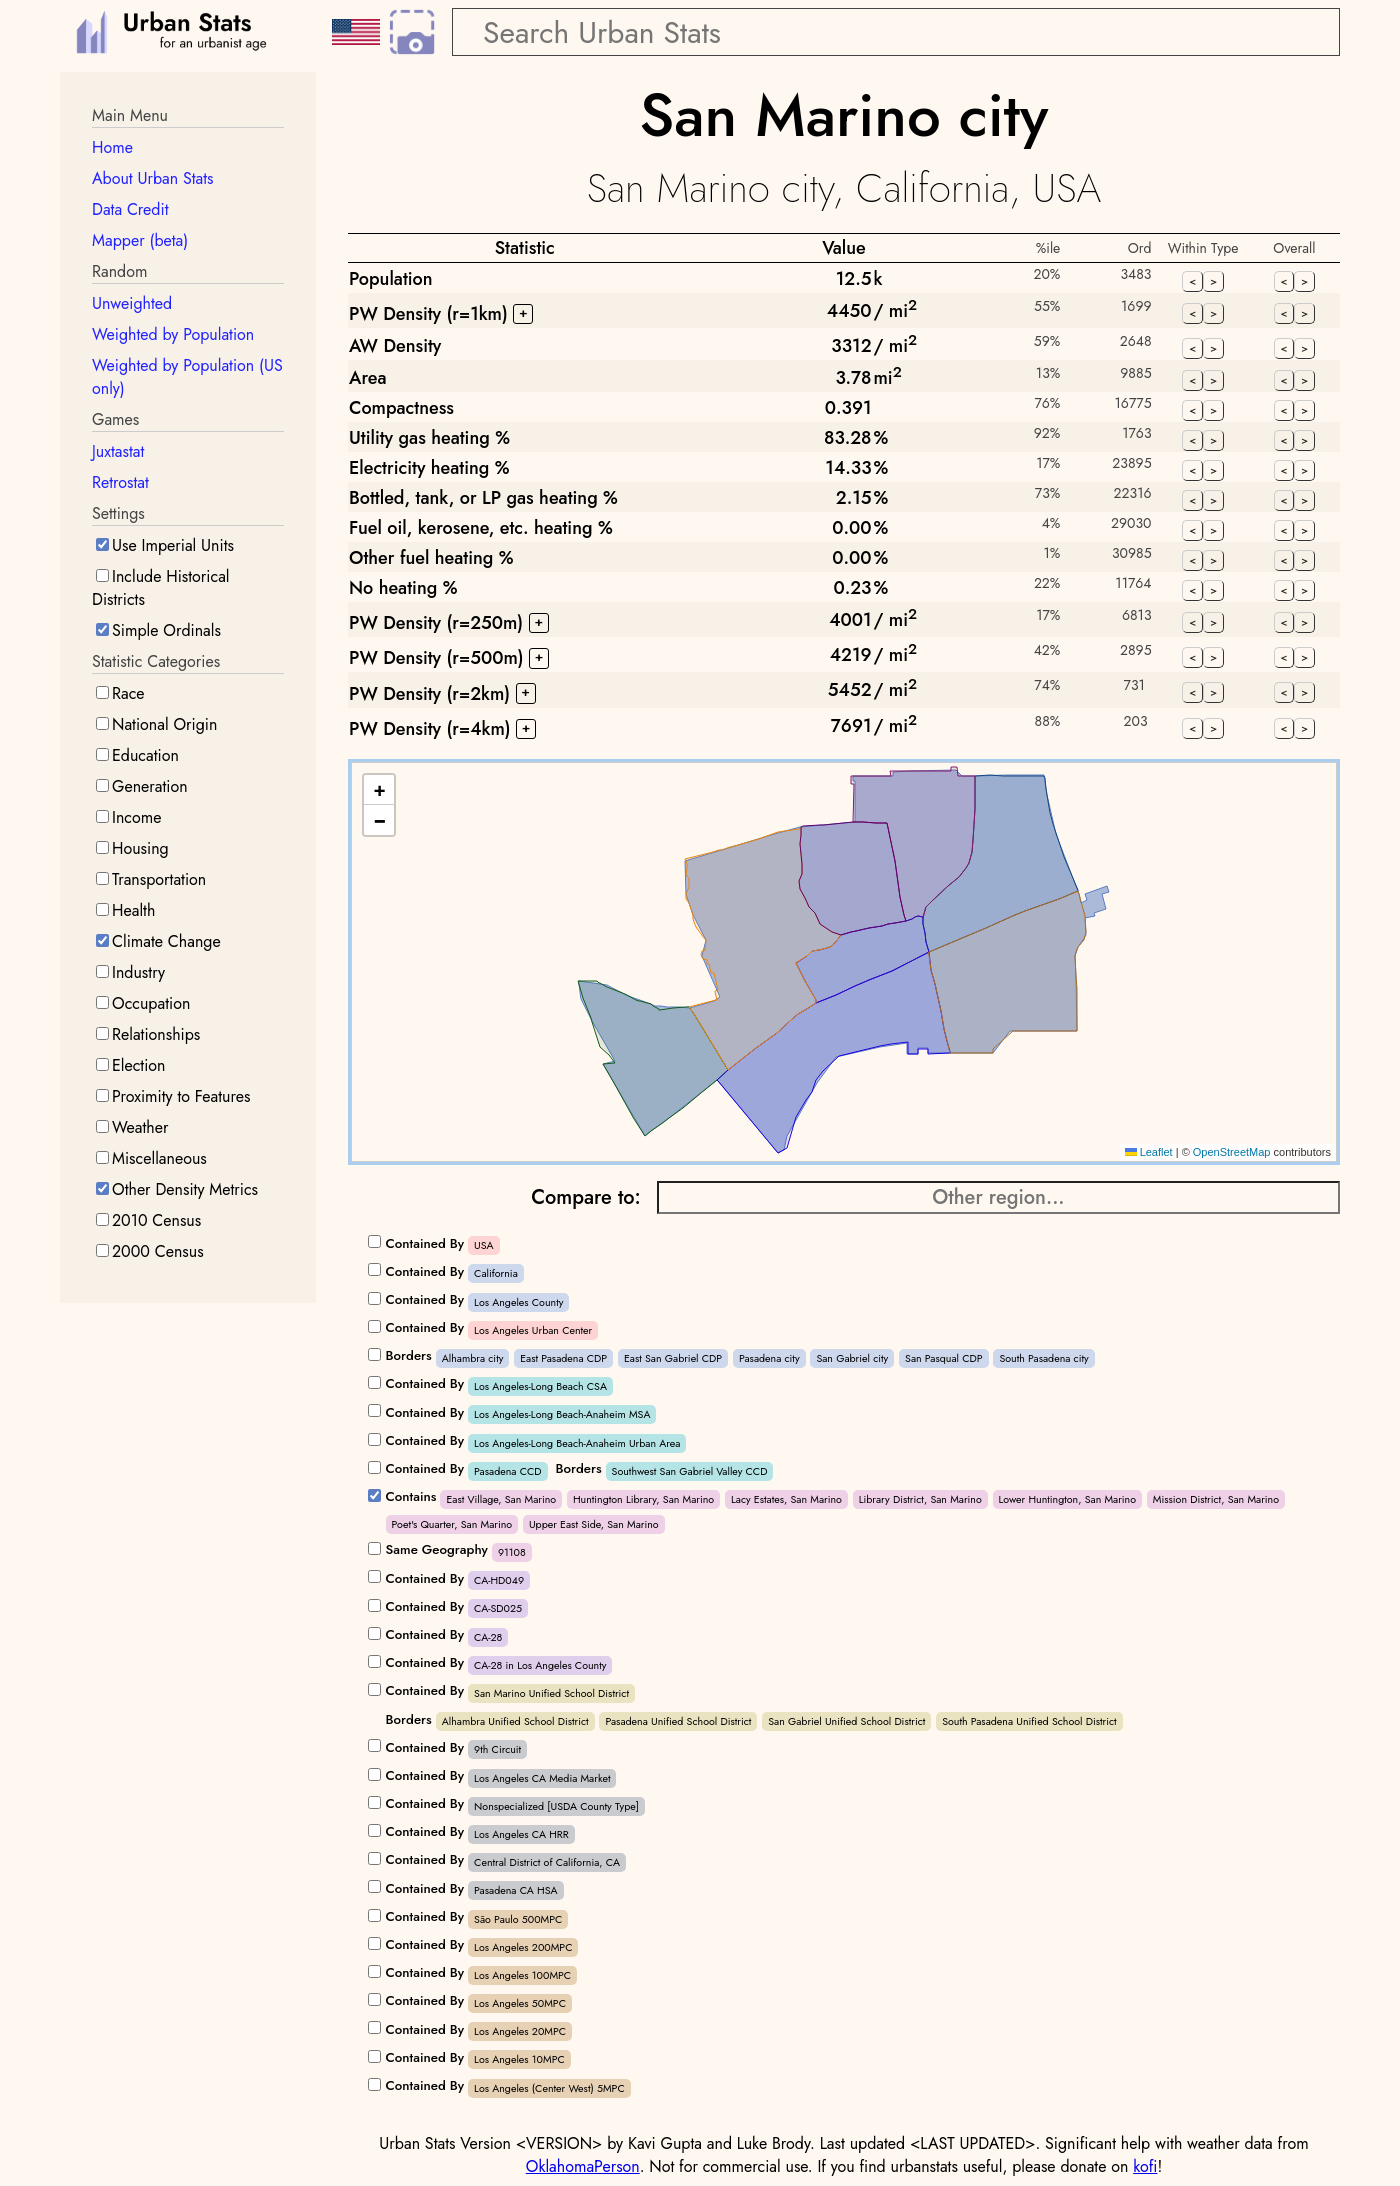 Urban Stats
for an urbanist age
Search Urban Stats
Main Menu
Home
About Urban Stats
Data Credit
Mapper (beta)
Random
Unweighted
Weighted by Population
Weighted by Population (US
only)
Games
Juxtastat
Retrostat
Settings
Use Imperial Units
Include Historical
Districts
Simple Ordinals
Statistic Categories
Race
National Origin
Education
Generation
Income
Housing
Transportation
Health
Climate Change
Industry
Occupation
Relationships
Election
Proximity to Features
Weather
Miscellaneous
Other Density Metrics
2010 Census
2000 Census
San Marino city
San Marino city, California, USA
Statistic Value %ile Ord Within Type Overall
Population 12.5k 20% 3483 < > < >
PW Density (r=1km) + 4450/ mi² 55% 1699 < > < >
AW Density 3312/ mi² 59% 2648 < > < >
Area 3.78mi² 13% 9885 < > < >
Compactness 0.391 76% 16775 < > < >
Utility gas heating % 83.28% 92% 1763 < > < >
Electricity heating % 14.33% 17% 23895 < > < >
Bottled, tank, or LP gas heating % 2.15% 73% 22316 < > < >
Fuel oil, kerosene, etc. heating % 0.00% 4% 29030 < > < >
Other fuel heating % 0.00% 1% 30985 < > < >
No heating % 0.23% 22% 11764 < > < >
PW Density (r=250m) + 4001/ mi² 17% 6813 < > < >
PW Density (r=500m) + 4219/ mi² 42% 2895 < > < >
PW Density (r=2km) + 5452/ mi² 74% 731 < > < >
PW Density (r=4km) + 7691/ mi² 88% 203 < > < >
+
−
Leaflet | © OpenStreetMap contributors
Compare to: Other region...
Contained By USA
Contained By California
Contained By Los Angeles County
Contained By Los Angeles Urban Center
Borders Alhambra city East Pasadena CDP East San Gabriel CDP Pasadena city San Gabriel city San Pasqual CDP South Pasadena city
Contained By Los Angeles-Long Beach CSA
Contained By Los Angeles-Long Beach-Anaheim MSA
Contained By Los Angeles-Long Beach-Anaheim Urban Area
Contained By Pasadena CCD Borders Southwest San Gabriel Valley CCD
Contains East Village, San Marino Huntington Library, San Marino Lacy Estates, San Marino Library District, San Marino Lower Huntington, San Marino Mission District, San Marino
Poet's Quarter, San Marino Upper East Side, San Marino
Same Geography 91108
Contained By CA-HD049
Contained By CA-SD025
Contained By CA-28
Contained By CA-28 in Los Angeles County
Contained By San Marino Unified School District
Borders Alhambra Unified School District Pasadena Unified School District San Gabriel Unified School District South Pasadena Unified School District
Contained By 9th Circuit
Contained By Los Angeles CA Media Market
Contained By Nonspecialized [USDA County Type]
Contained By Los Angeles CA HRR
Contained By Central District of California, CA
Contained By Pasadena CA HSA
Contained By São Paulo 500MPC
Contained By Los Angeles 200MPC
Contained By Los Angeles 100MPC
Contained By Los Angeles 50MPC
Contained By Los Angeles 20MPC
Contained By Los Angeles 10MPC
Contained By Los Angeles (Center West) 5MPC
Urban Stats Version <VERSION> by Kavi Gupta and Luke Brody. Last updated <LAST UPDATED>. Significant help with weather data from
OklahomaPerson. Not for commercial use. If you find urbanstats useful, please donate on kofi!